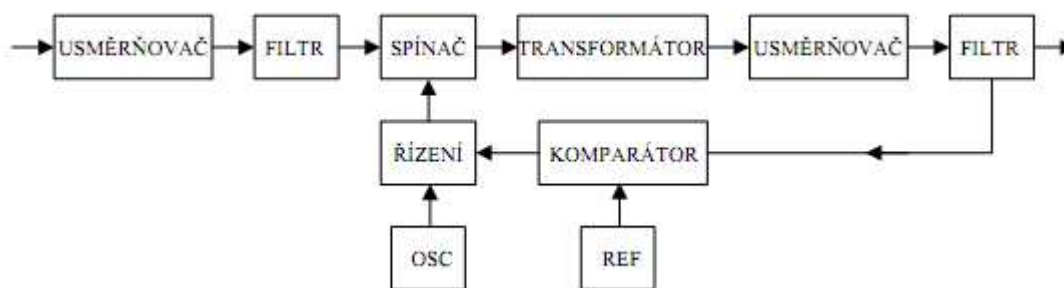 USMĚRŇOVAČ
FILTR
SPÍNAČ
TRANSFORMÁTOR
USMĚRŇOVAČ
FILTR
ŘÍZENÍ
KOMPARÁTOR
OSC
REF